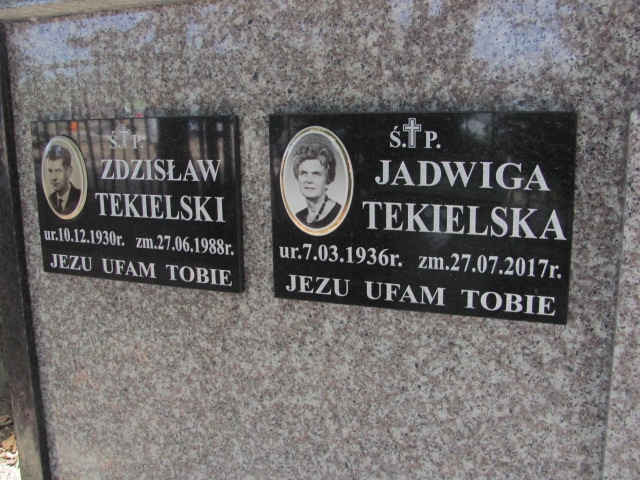 Ś.P.
ZDZISŁAW
TEKIELSKI
ur.10.12.1930r. zm.27.06.1988r.
JEZU UFAM TOBIE
Ś.P.
JADWIGA
TEKIELSKA
ur.7.03.1936r. zm.27.07.2017r.
JEZU UFAM TOBIE